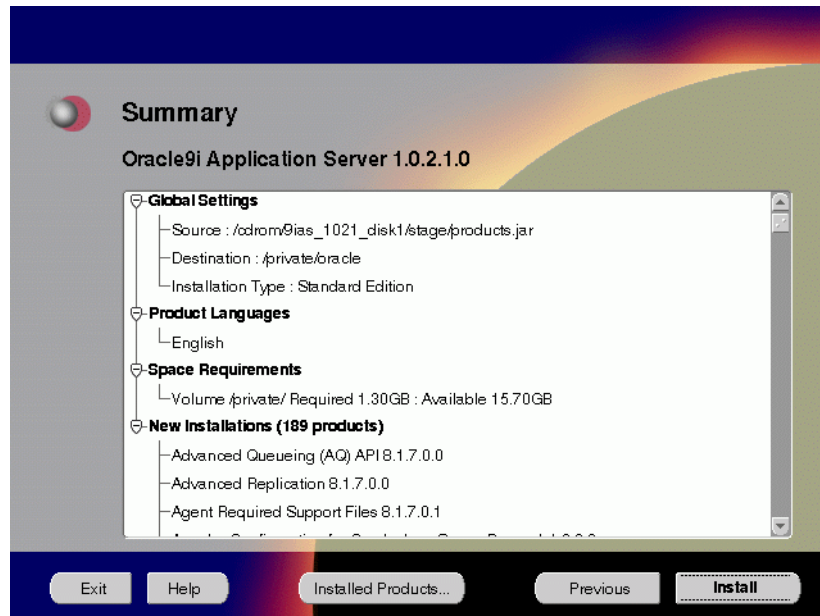 Summary
Oracle9i Application Server 1.0.2.1.0
Global Settings
Source : /cdrom/9ias_1021_disk1/stage/products.jar
Destination : /private/oracle
Installation Type : Standard Edition
Product Languages
English
Space Requirements
Volume /private/ Required 1.30GB : Available 15.70GB
New Installations (189 products)
Advanced Queueing (AQ) API 8.1.7.0.0
Advanced Replication 8.1.7.0.0
Agent Required Support Files 8.1.7.0.1
Exit
Help
Installed Products...
Previous
Install